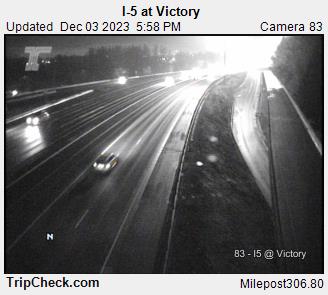 I-5 at Victory
Updated Dec 03 2023 5:58 PM Camera 83
T
N
83 - I5 @ Victory
TripCheck.com Milepost306.80